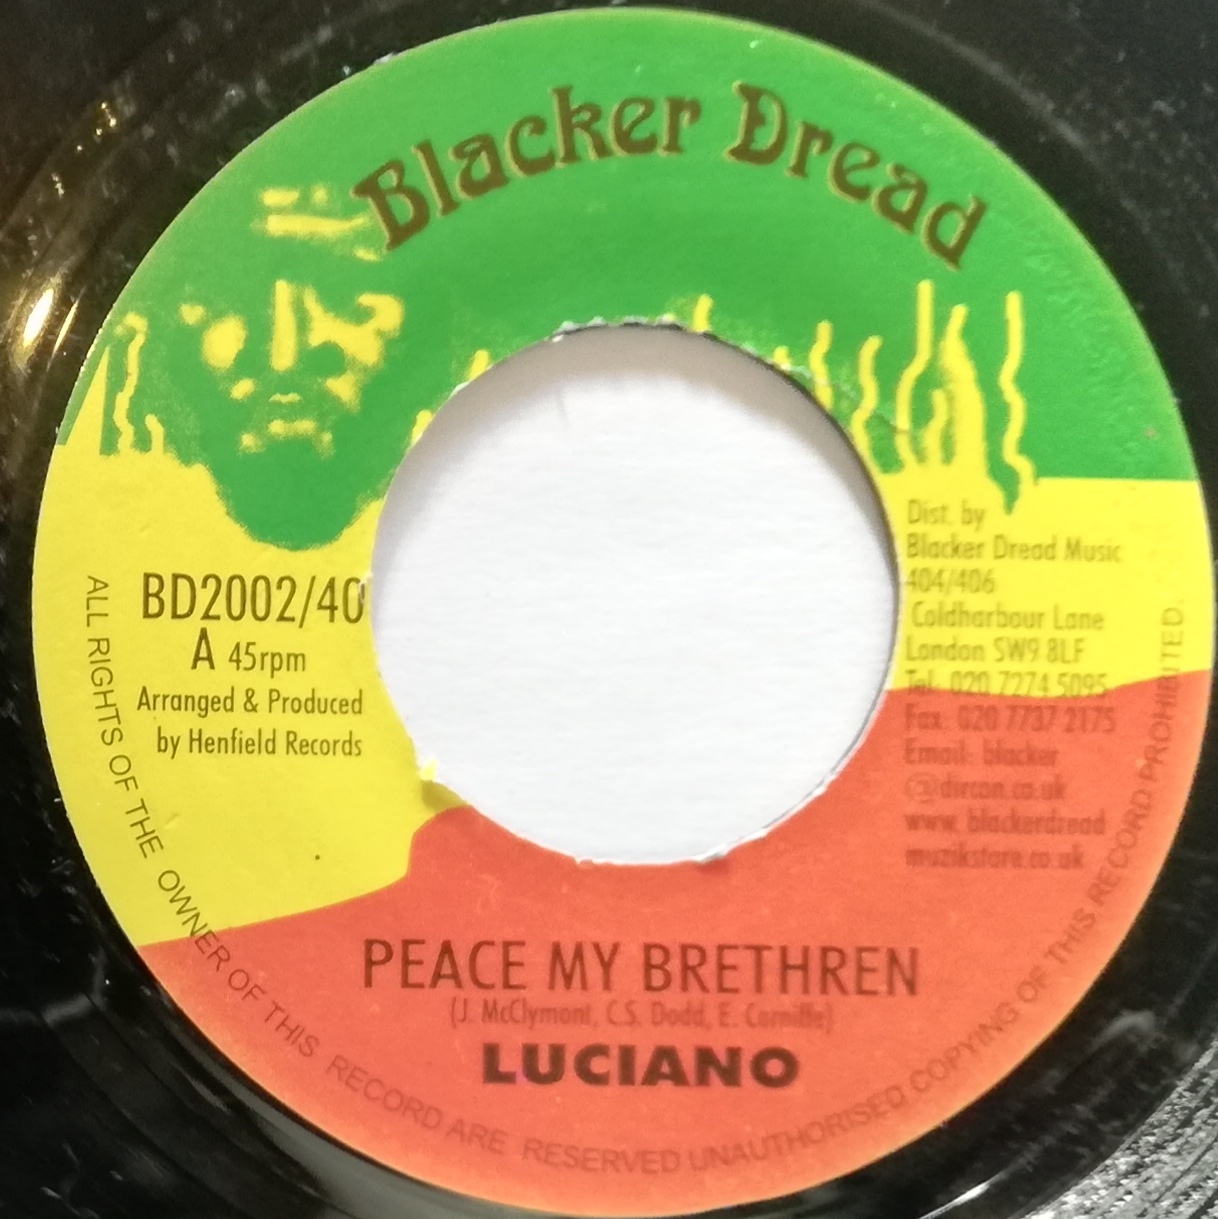 Blacker Dread
BD2002/40
A 45rpm
Arranged & Produced
by Henfield Records
Dist. by
Blacker Dread Music
404/406
Coldharbour Lane
London SW9 8LF
Tel: 020 7274 5095
Fax: 020 7737 2175
Email: blacker
@dircon.co.uk
www.blackerdread
muzikstore.co.uk
PEACE MY BRETHREN
(J. McClymont, C.S. Dodd, E.
LUCIANO
ALL RIGHTS OF THE OWNER OF THIS RECORD ARE RESERVED UNAUTHORISED COPYING OF THIS RECORD PROHIBITED.